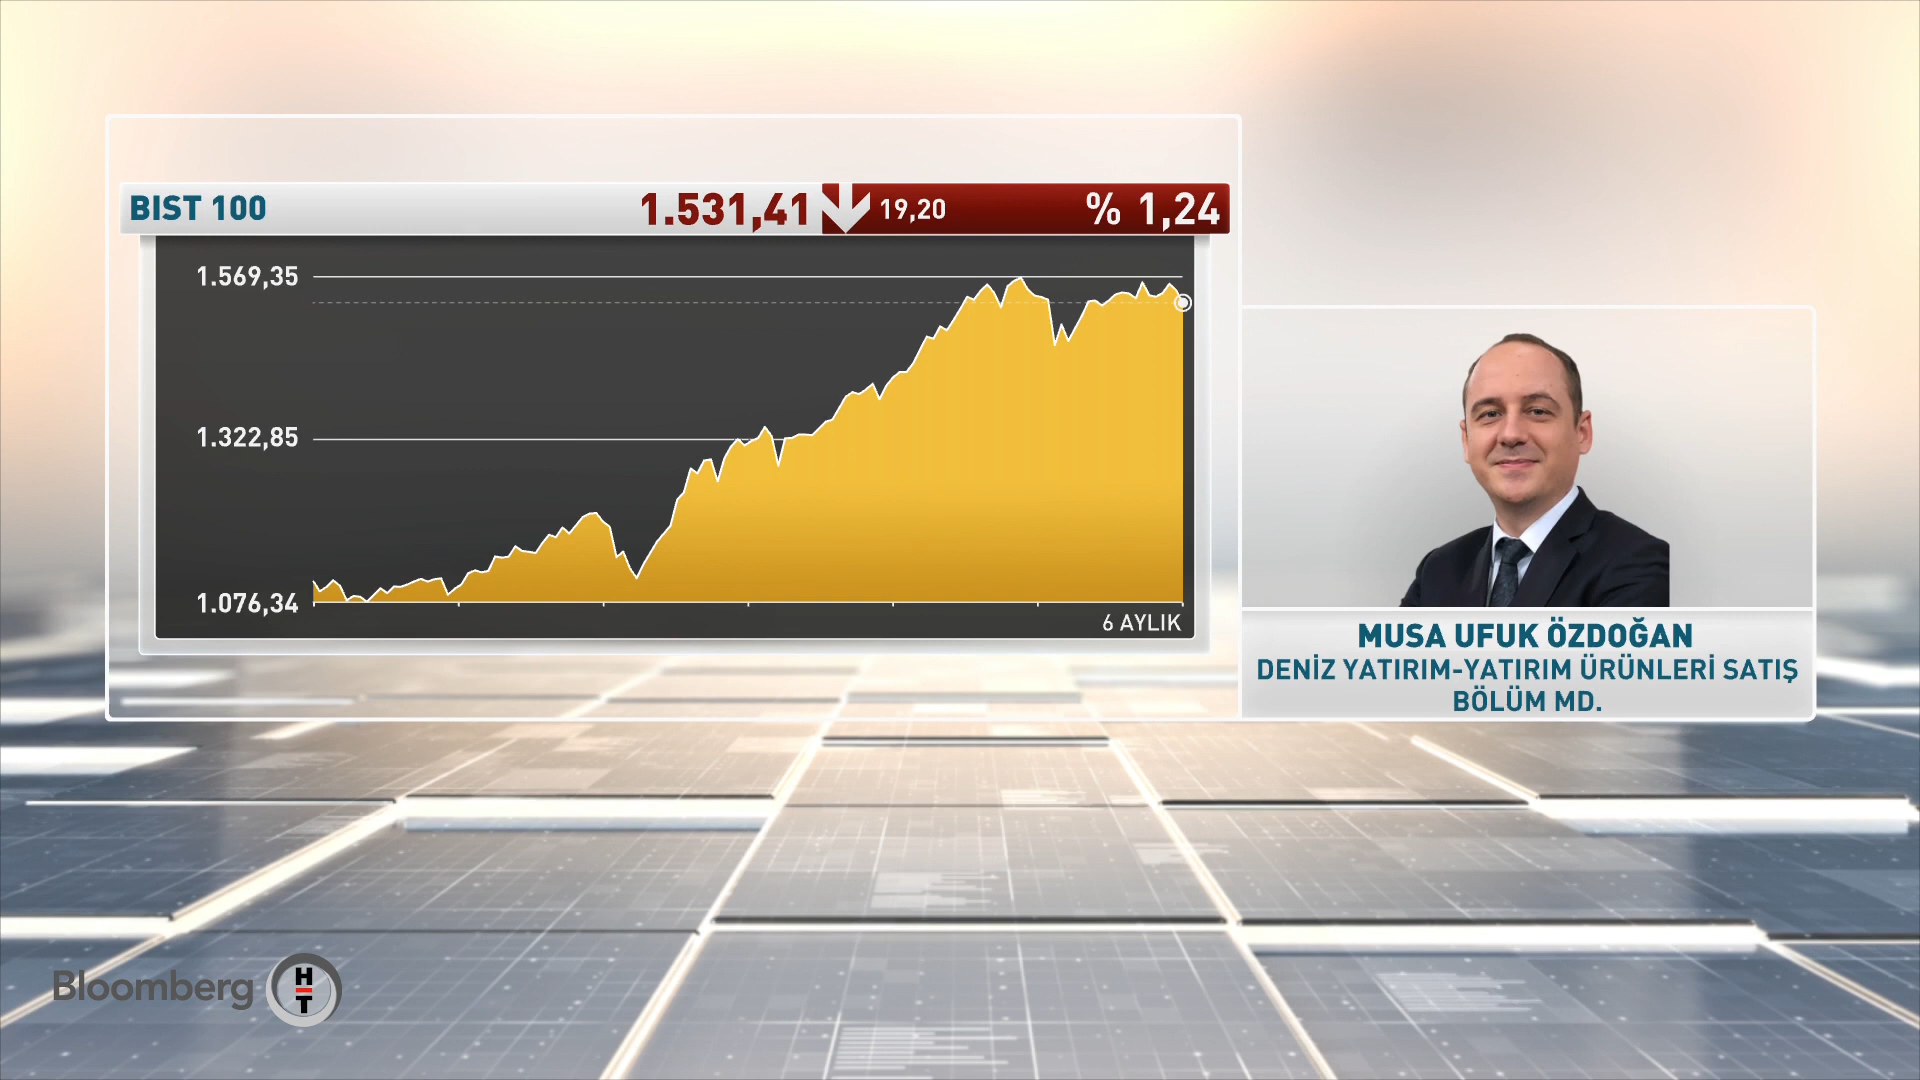 BIST 100
1.531,41
19,20
% 1,24
1.569,35
1.322,85
1.076,34
6 AYLIK
MUSA UFUK ÖZDOĞAN
DENİZ YATIRIM-YATIRIM ÜRÜNLERİ SATIŞ
BÖLÜM MD.
Bloomberg HT